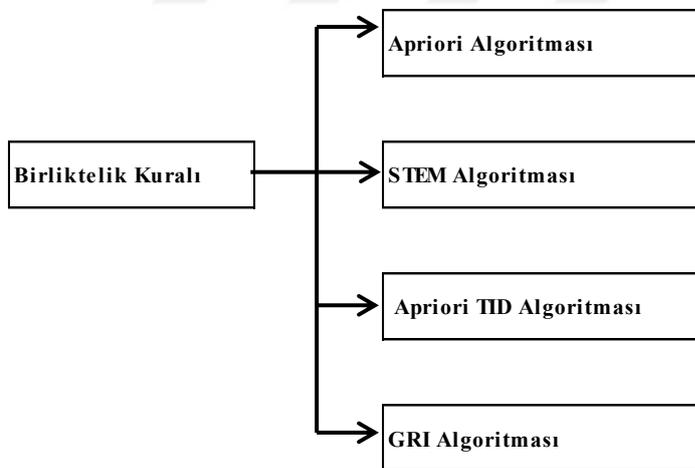 Apriori Algoritması
Birliktelik Kuralı
STEM Algoritması
Apriori TID Algoritması
GRI Algoritması